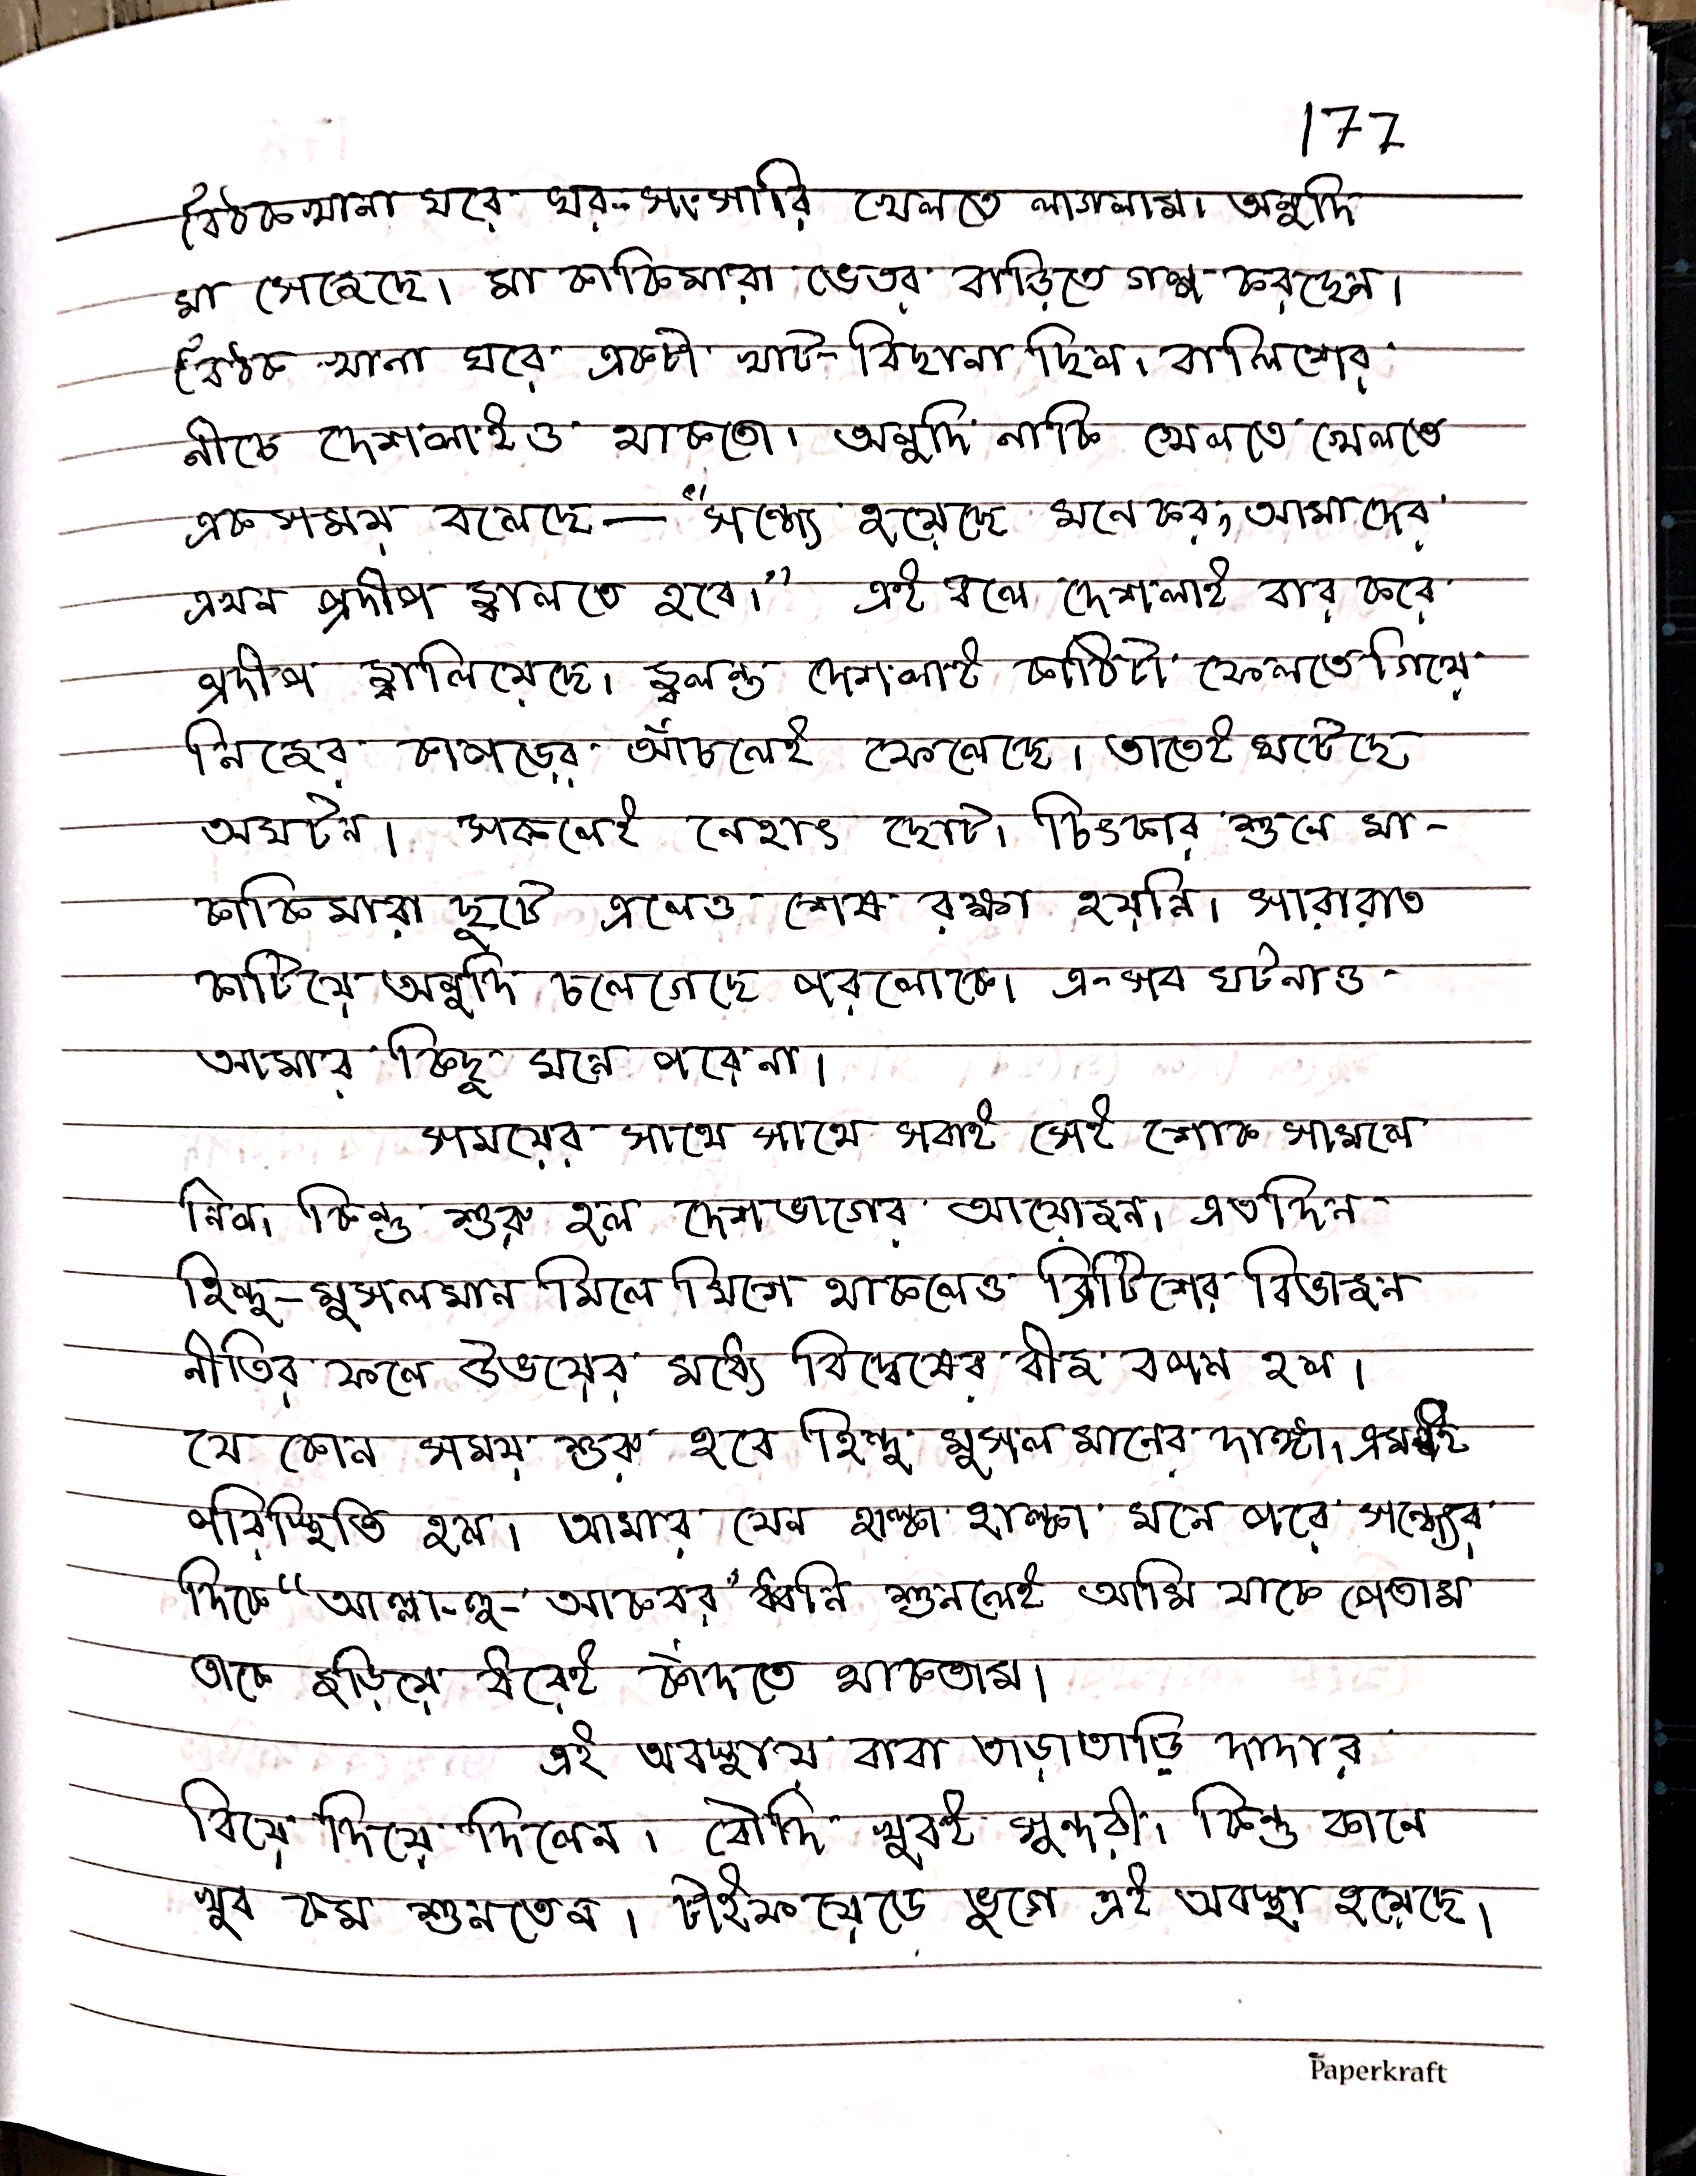 177
বৈঠকখানা ঘরে ঘর-সংসারি খেলতে লাগলাম। অনুদি
মা সেজেছে। মা কাকিমারা ভেতর বাড়িতে গল্প করছেন।
বৈঠক খানা ঘরে একটা খাট-বিছানা ছিল। বালিশের
নীচে দেশলাইও থাকতো। অনুদি নাকি খেলতে খেলতে
একসময় বলেছে — "সন্ধ্যে হয়েছে মনে কর, আমাদের
এখন প্রদীপ জ্বালতে হবে।" এই বলে দেশলাই বার করে
প্রদীপ জ্বালিয়েছে। জ্বলন্ত দেশলাই কাঠিটা ফেলতে গিয়ে
নিজের কাপড়ের আঁচলেই ফেলেছে। তাতেই ঘটেছে
অঘটন। সকলেই নেহাৎ ছোট। চিৎকার শুনে মা-
কাকিমারা ছুটে এলেও শেষ রক্ষা হয়নি। সারারাত
কাটিয়ে অনুদি চলে গেছে পরলোকে। এ-সব ঘটনাও
আমার কিছু মনে পরে না।
সময়ের সাথে সাথে সবাই সেই শোক সামলে
নিল। কিন্তু শুরু হল দেশভাগের আয়োজন। এতদিন
হিন্দু-মুসলমান মিলে মিশে থাকলেও ব্রিটিশের বিভাজন
নীতির ফলে উভয়ের মধ্যে বিদ্বেষের বীজ বপন হল।
যে কোন সময় শুরু হবে হিন্দু মুসলমানের দাঙ্গা। এমনই
পরিস্থিতি হল। আমার যেন হাল্কা হাল্কা মনে পরে সন্ধ্যের
দিকে "আল্লা-হু-আকবর" ধ্বনি শুনলেই আমি যাকে পেতাম
তাকে জড়িয়ে ধরেই কাঁদতে থাকতাম।
এই অবস্থায় বাবা তাড়াতাড়ি দাদার
বিয়ে দিয়ে দিলেন। বৌদি খুবই সুন্দরী। কিন্তু কানে
খুব কম শুনতেন। টাইফয়েডে ভুগে এই অবস্থা হয়েছে।
Paperkraft